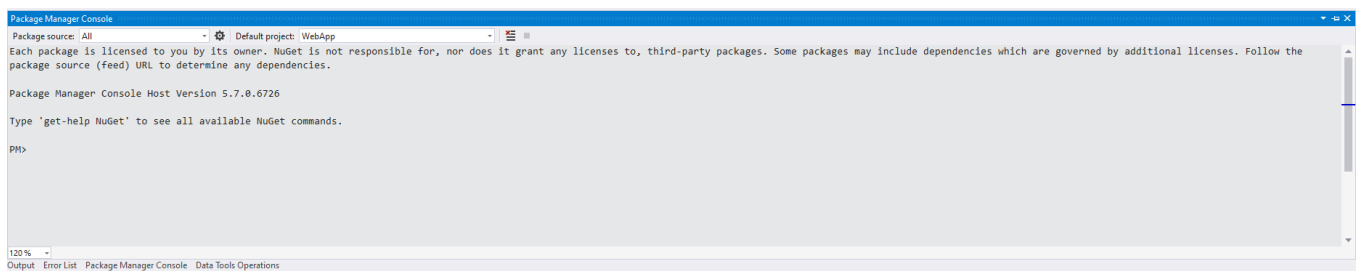 Package Manager Console
Package source: All Default project: WebApp
Each package is licensed to you by its owner. NuGet is not responsible for, nor does it grant any licenses to, third-party packages. Some packages may include dependencies which are governed by additional licenses. Follow the
package source (feed) URL to determine any dependencies.
Package Manager Console Host Version 5.7.0.6726
Type 'get-help NuGet' to see all available NuGet commands.
PM>
120 %
Output Error List Package Manager Console Data Tools Operations